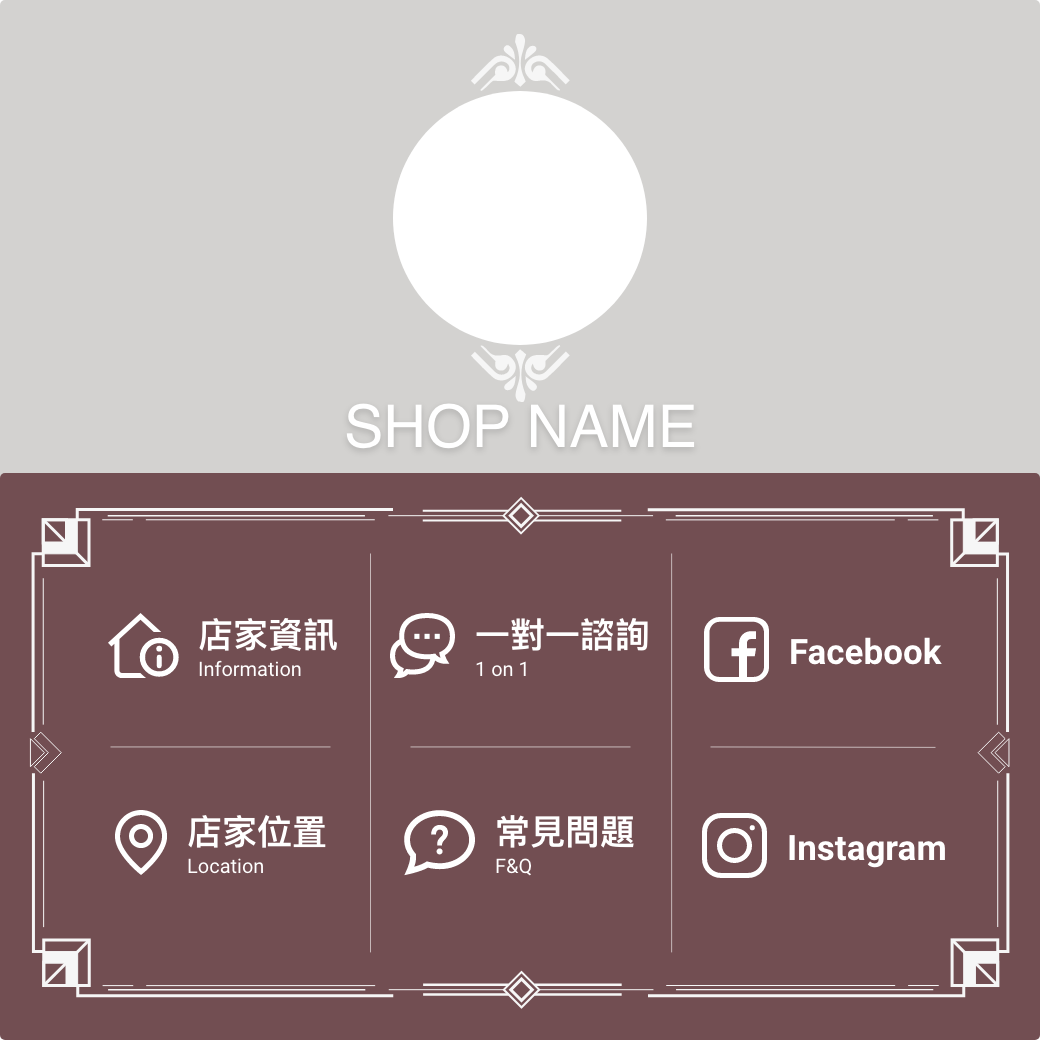 SHOP NAME
店家資訊
Information
一對一諮詢
1 on 1
Facebook
店家位置
Location
常見問題
F&Q
Instagram